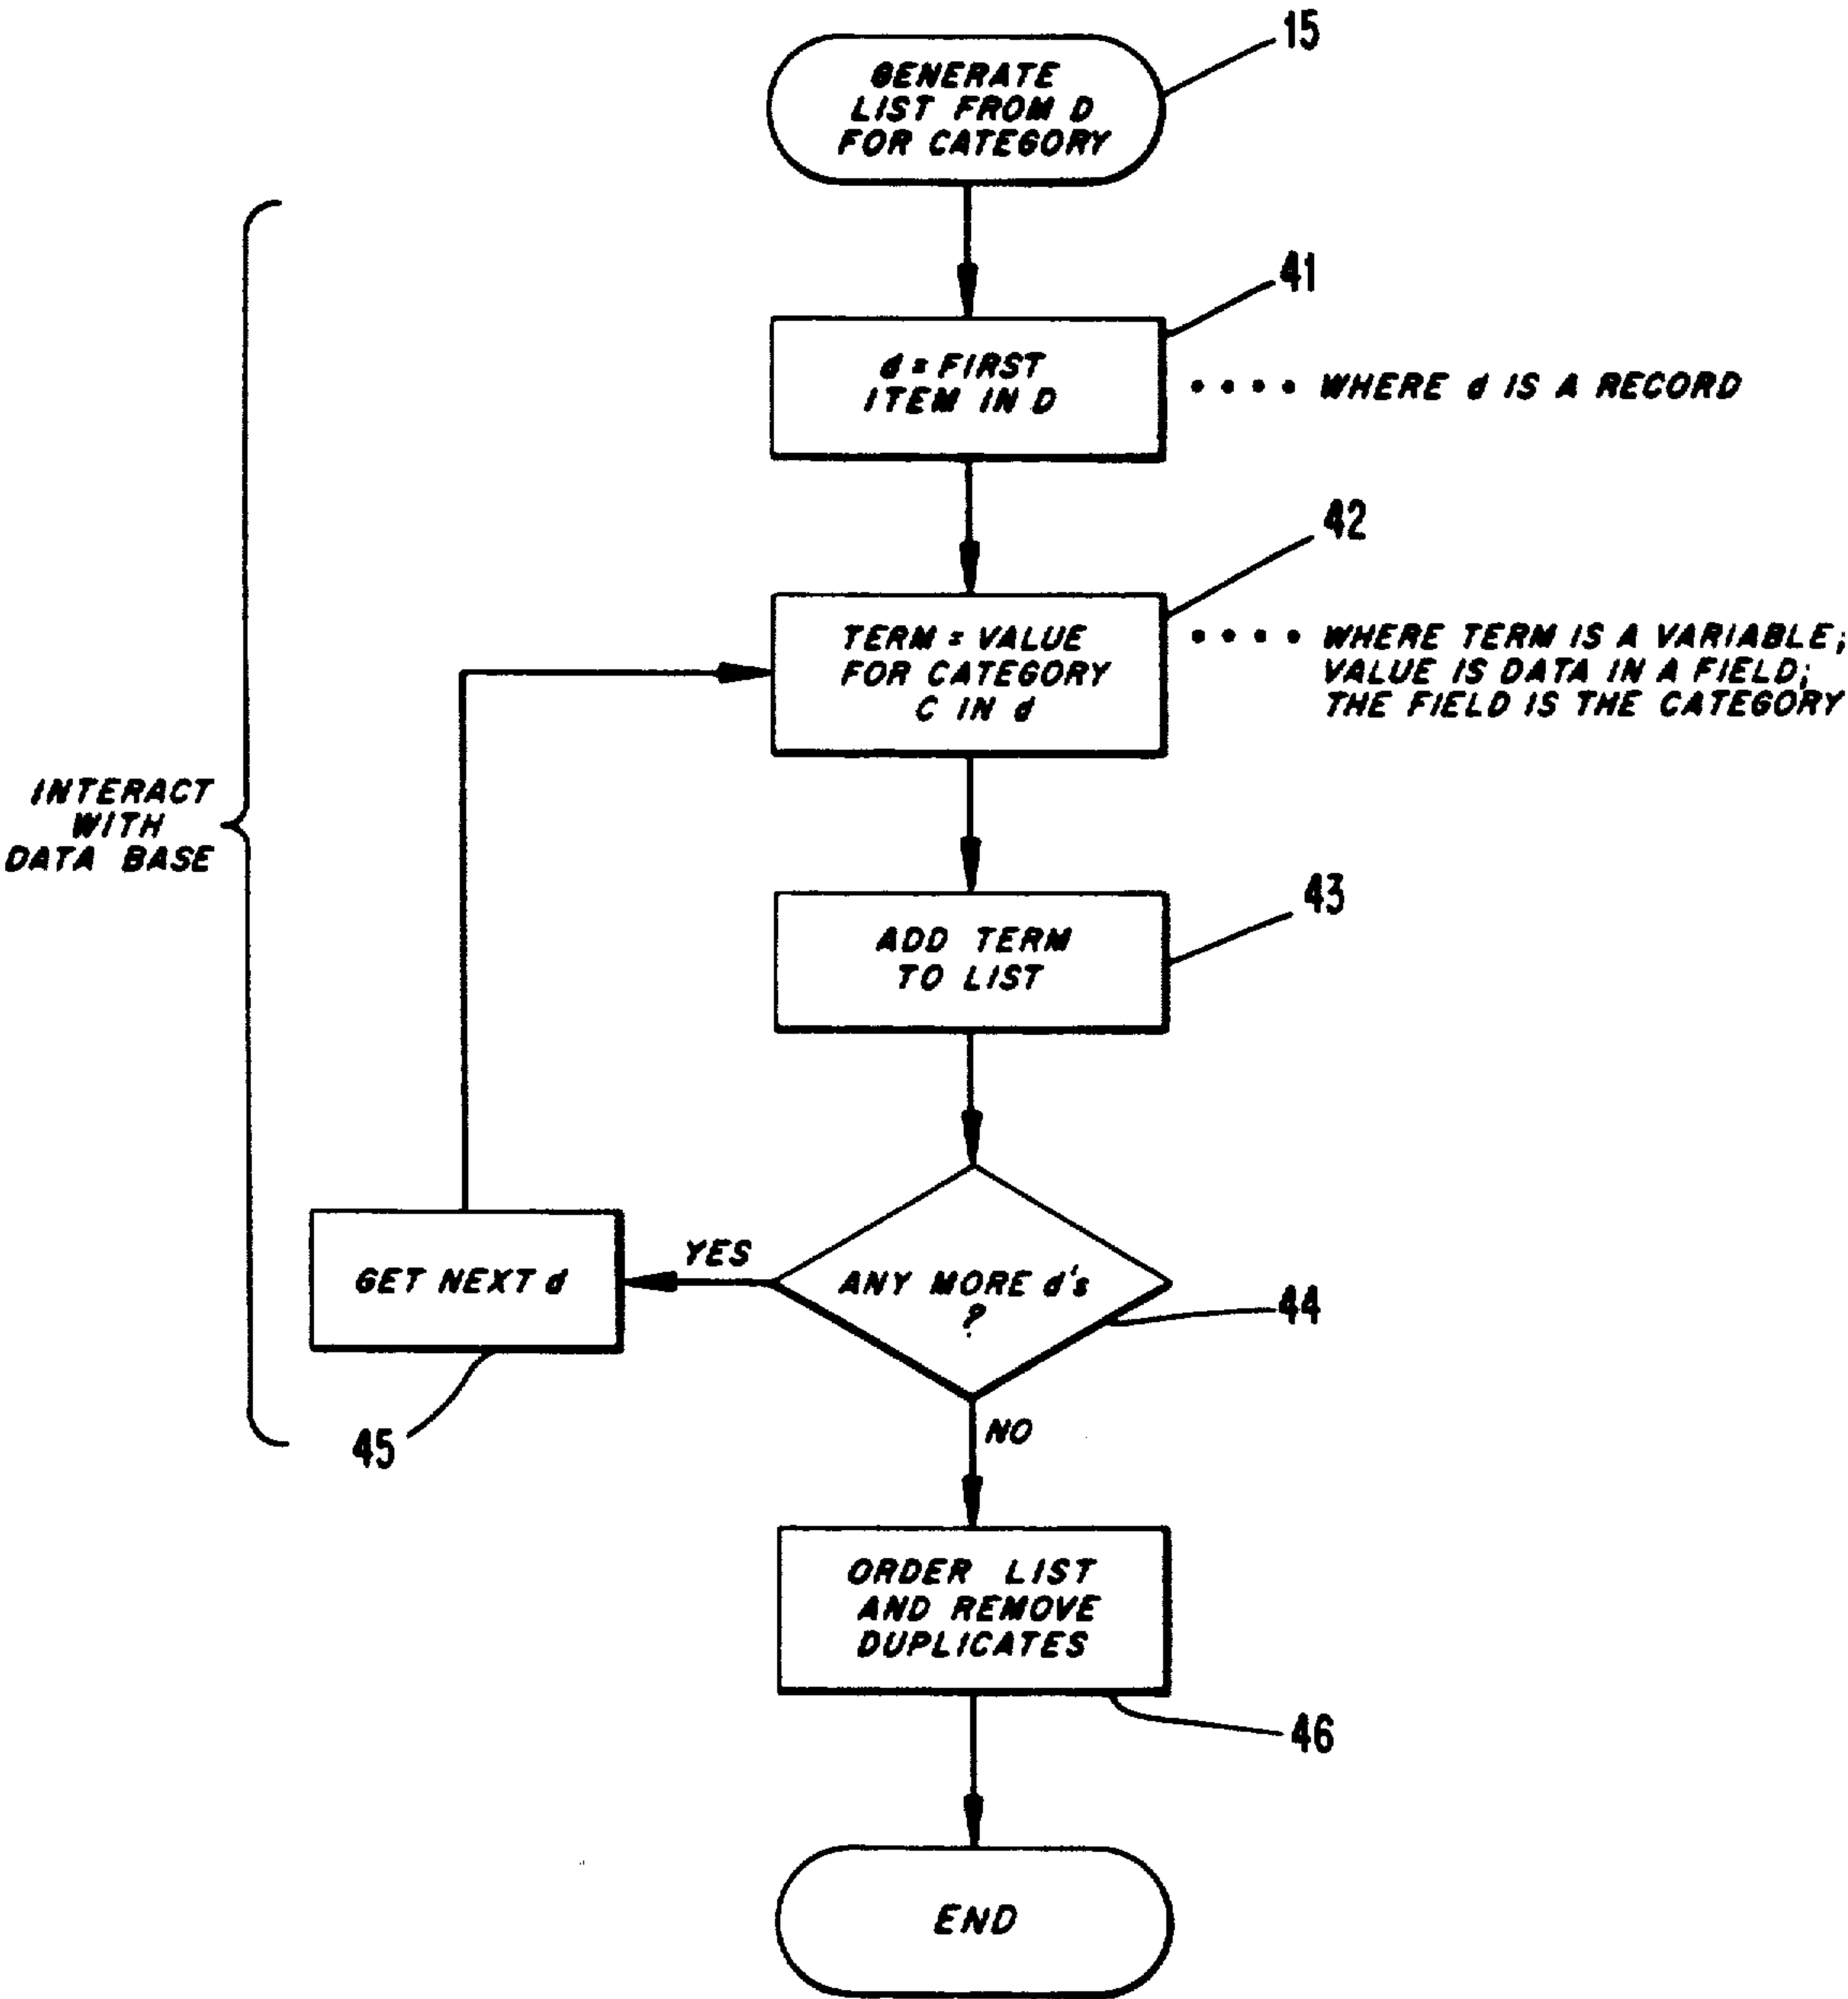 15
GENERATE
LIST FROM D
FOR CATEGORY
41
d = FIRST
ITEM IN D
•••• WHERE d IS A RECORD
42
TERM = VALUE
FOR CATEGORY
C IN d
•••• WHERE TERM IS A VARIABLE;
VALUE IS DATA IN A FIELD;
THE FIELD IS THE CATEGORY
INTERACT
WITH
DATA BASE
43
ADD TERM
TO LIST
GET NEXT d
YES
ANY MORE d's
?
44
45
NO
ORDER LIST
AND REMOVE
DUPLICATES
46
END